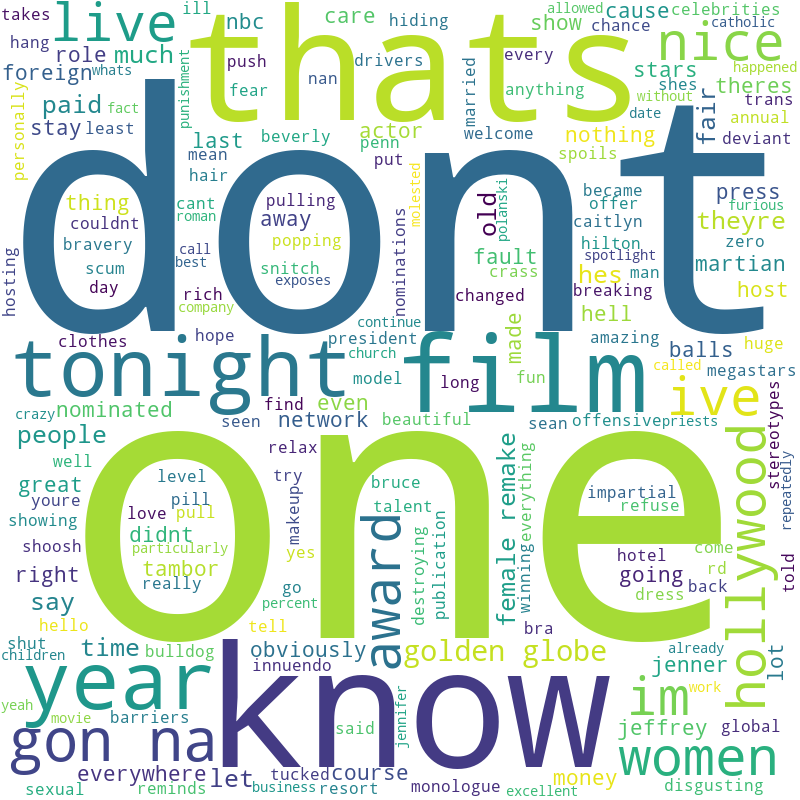 takes
ill
live
nbc
thats
care
hiding
allowed
show
cause
celebrities
chance
catholic
nice
hang
role
much
push
nan
drivers
every
stars
happened
foreign
whats
punishment
fear
anything
married
theres
shes
without
trans
personally
paid
fact
last
beverly
penn
actor
welcome
nothing
date
annual
stay
least
mean
put
spoils
fair
deviant
dont
hair
cant
pulling
molested
old
polanski
became
press
thing
roman
away
nominations
offer
furious
couldnt
caitlyn
theyre
bravery
call
popping
fault
hilton
spotlight
zero
scum
best
snitch
crass
hes
man
martian
hosting
day
rich
exposes
changed
breaking
host
company
hell
clothes
hope
continue
made
amazing
huge
president
church
balls
tonight
film
called
megastars
model
long
fun
ive
crazy
nominated
find
even
seen
network
beautiful
sean
offensive
priests
people
stereotypes
well
relax
great
level
try
bruce
female remake
everything
hollywood
repeatedly
youre
pill
makeup
talent
impartial
showing
love
pull
one
award
destroying
publication
winning
refuse
didnt
shoosh
particularly
yes
hotel
come
told
right
tambor
really
go
going
rd
back
say
percent
dress
hello
tell
bra
shut
time
bulldog
obviously
golden globe
already
lot
children
innuendo
jenner
year
know
work
im
yeah
movie
barriers
said
jennifer
jeffrey
global
gon na
women
everywhere
let
tucked
course
money
disgusting
sexual
reminds
business
resort
monologue
excellent